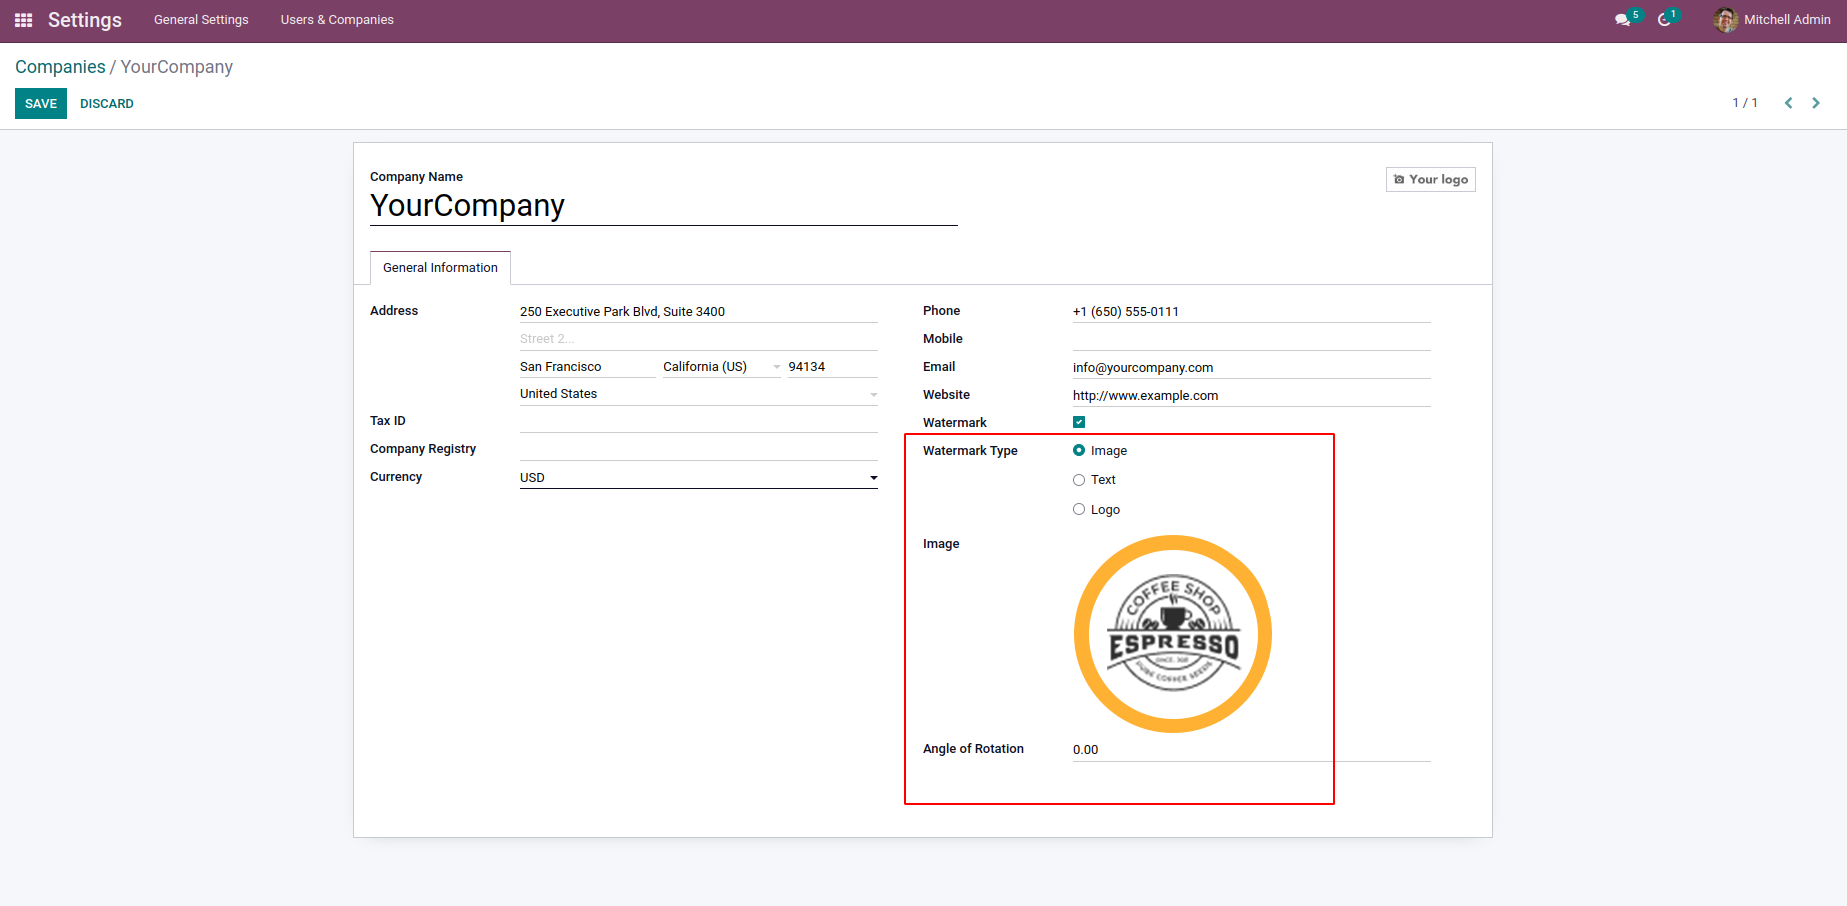 Settings
General Settings
Users & Companies
5
1
Mitchell Admin
Companies / YourCompany
SAVE
DISCARD
1 / 1
Company Name
YourCompany
Your logo
General Information
Address
250 Executive Park Blvd, Suite 3400
Street 2...
San Francisco
California (US)
94134
United States
Tax ID
Company Registry
Currency
USD
Phone
+1 (650) 555-0111
Mobile
Email
info@yourcompany.com
Website
http://www.example.com
Watermark
Watermark Type
Image
Text
Logo
Image
COFFEE SHOP
ESPRESSO
PURE COFFEE SEEDS
Angle of Rotation
0.00